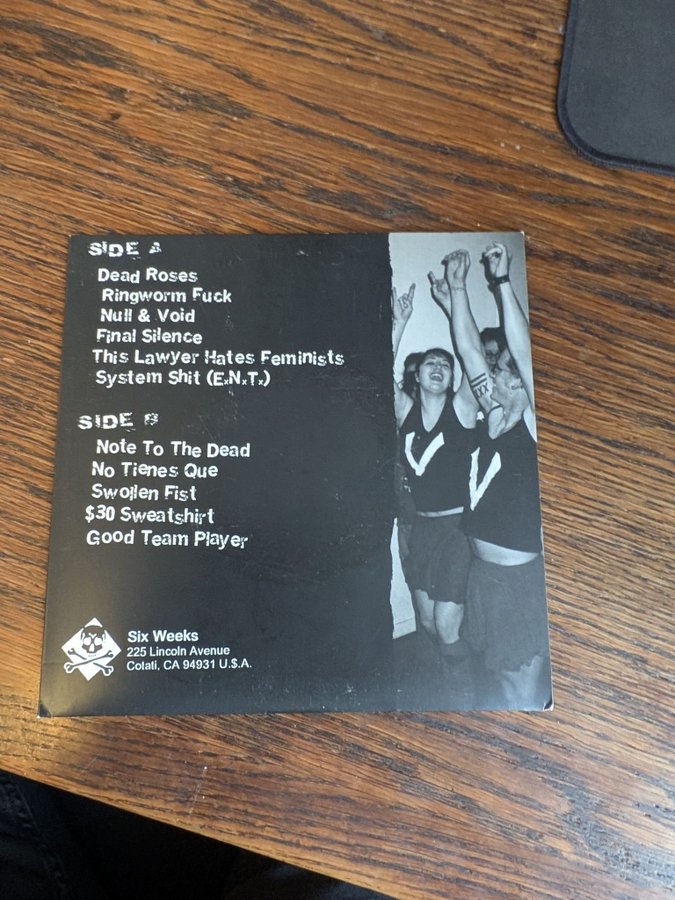 SIDE A
Dead Roses
Ringworm Fuck
Null & Void
Final Silence
This Lawyer Hates Feminists
System Shit (ExNxTx)
SIDE B
Note To The Dead
No Tienes Que
Swollen Fist
$30 Sweatshirt
Good Team Player
XXX
V
V
Six Weeks
225 Lincoln Avenue
Cotati, CA 94931 U.$.A.